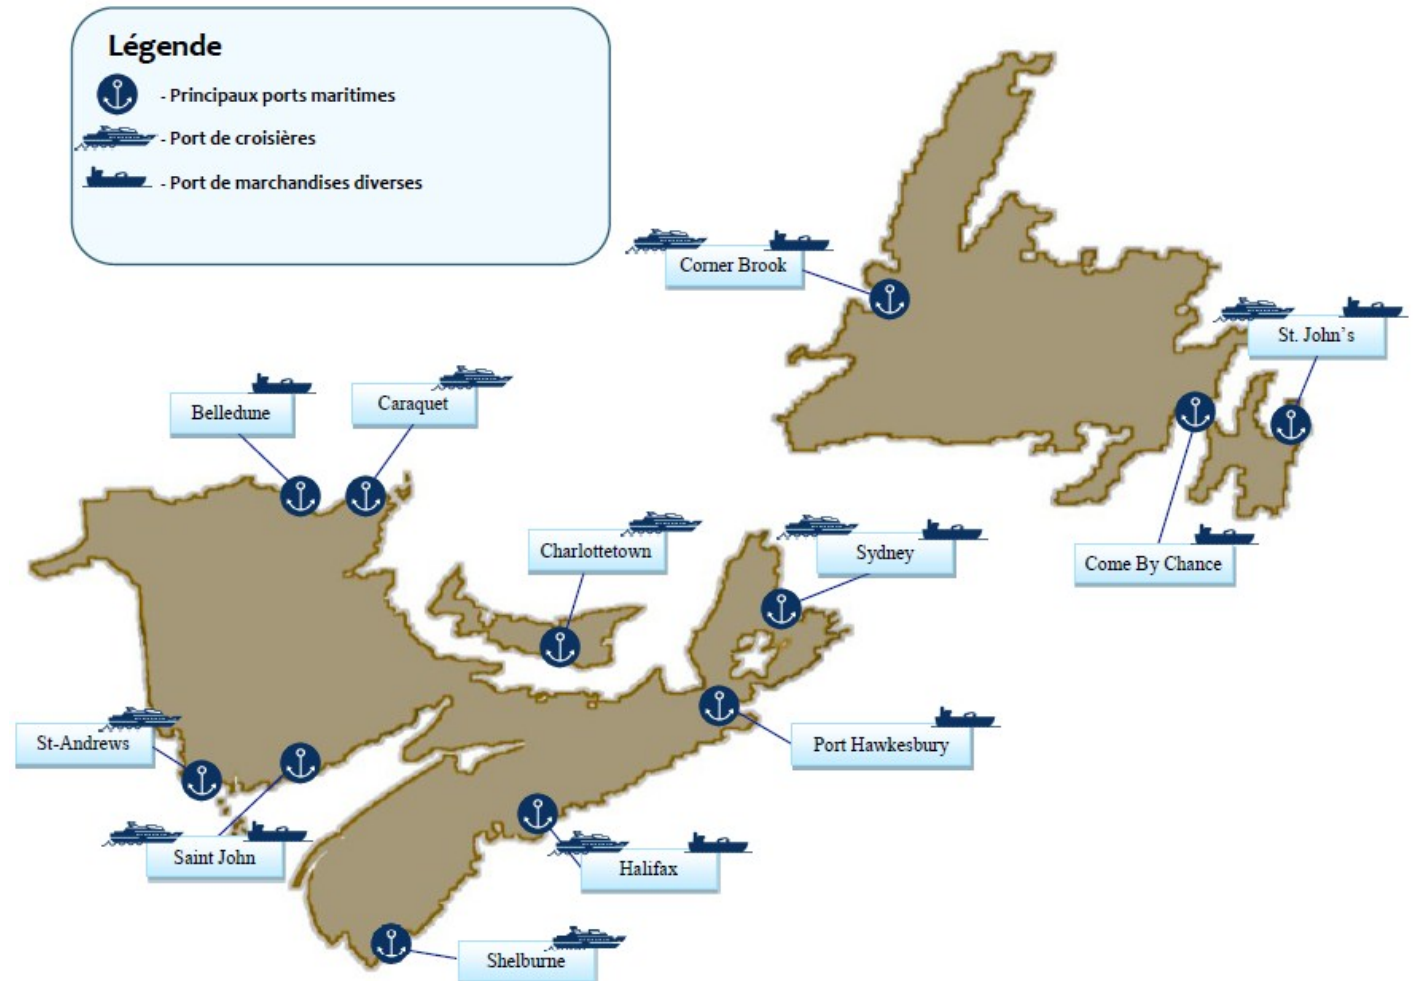 Légende
- Principaux ports maritimes
- Port de croisières
- Port de marchandises diverses
Corner Brook
St. John's
Belledune
Caraquet
Charlottetown
Sydney
Come By Chance
St-Andrews
Port Hawkesbury
Saint John
Halifax
Shelburne